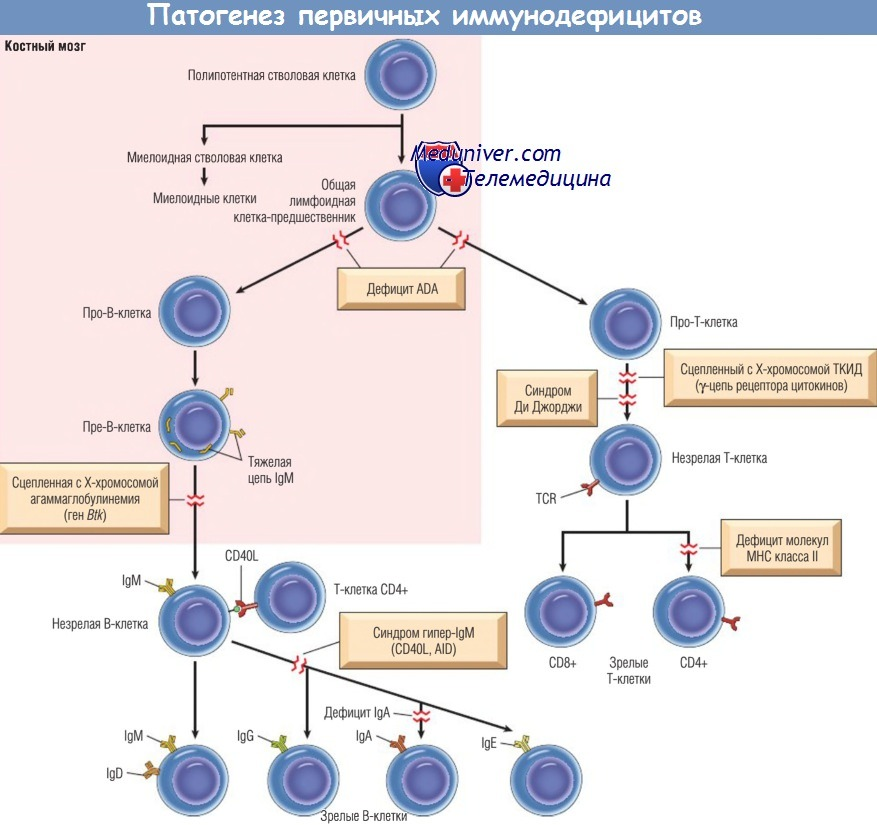 Патогенез первичных иммунодефицитов
Костный мозг
Полипотентная стволовая клетка
Миелоидная стволовая клетка
Миелоидные клетки
Meduniver.com
Телемедицина
Общая
лимфоидная
клетка-предшественник
Дефицит ADA
Про-В-клетка
Про-Т-клетка
Сцепленный с Х-хромосомой ТКИД
(γ-цепь рецептора цитокинов)
Синдром
Ди Джорджи
Пре-В-клетка
Тяжелая
цепь IgM
Незрелая Т-клетка
TCR
Сцепленная с Х-хромосомой
агаммаглобулинемия
(ген Btk)
Дефицит молекул
МНС класса II
CD40L
IgM
Т-клетка CD4+
Незрелая В-клетка
Синдром гипер-IgM
(CD40L, AID)
CD8+
Зрелые
Т-клетки
CD4+
Дефицит IgA
IgM
IgD
IgG
IgA
IgE
Зрелые В-клетки